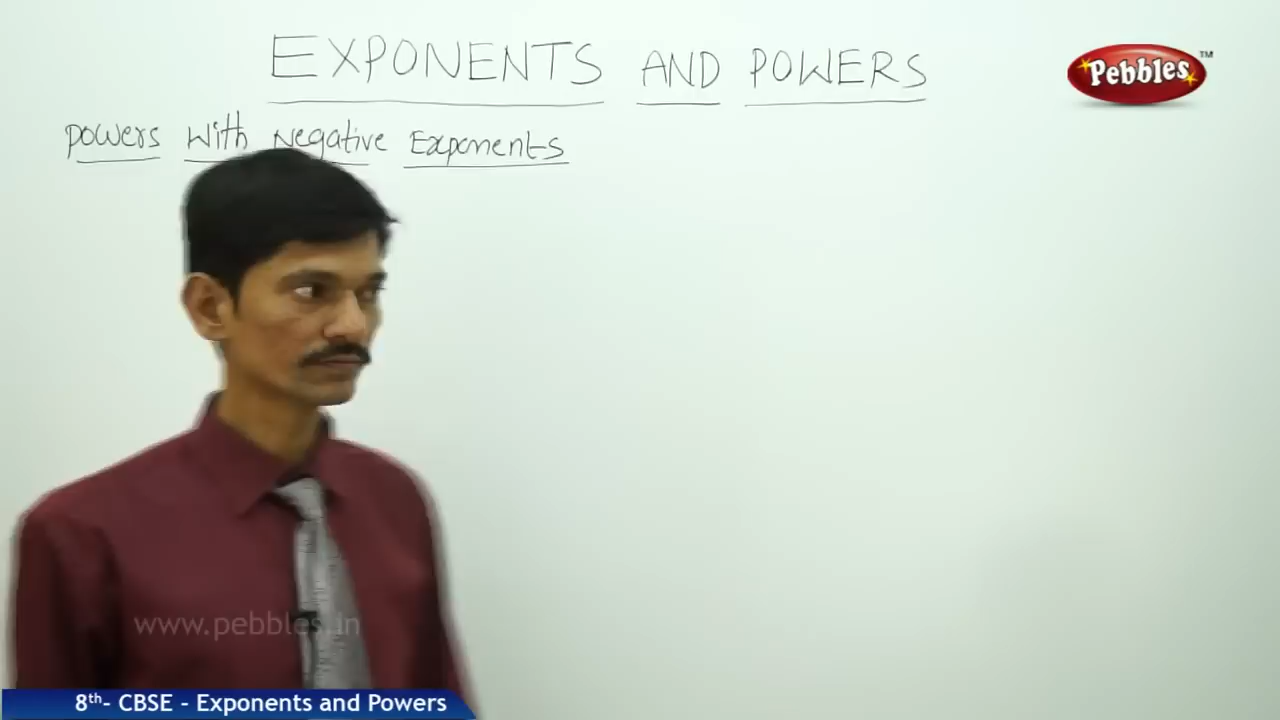 EXPONENTS AND POWERS
Pebbles™
Powers With Negative Exponents
www.pebbles.in
8th- CBSE - Exponents and Powers